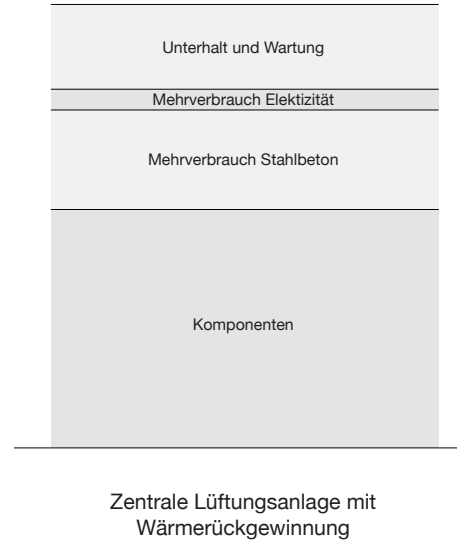 Unterhalt und Wartung
Mehrverbrauch Elektizität
Mehrverbrauch Stahlbeton
Komponenten
Zentrale Lüftungsanlage mit
Wärmerückgewinnung